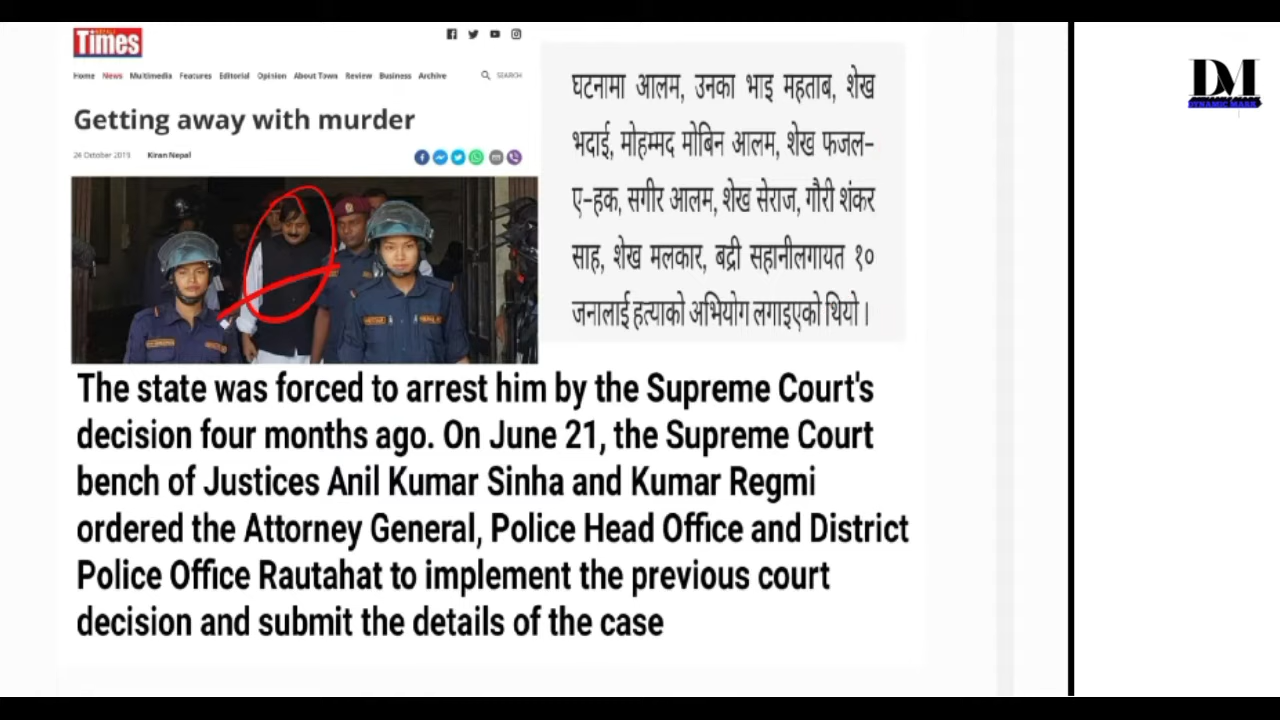 NEPALI
Times
Home News Multimedia Features Editorial Opinion About Town Review Business Archive SEARCH
Getting away with murder
26 October 2019 Kiran Nepal
घटनामा आलम, उनका भाइ महताब, शेख
भदाई, मोहम्मद मोबिन आलम, शेख फजल-
ए-हक, सगीर आलम, शेख सेराज, गौरी शंकर
साह, शेख मलकार, बद्री सहानीलगायत १०
जनालाई हत्याको अभियोग लगाइएको थियो ।
The state was forced to arrest him by the Supreme Court's
decision four months ago. On June 21, the Supreme Court
bench of Justices Anil Kumar Sinha and Kumar Regmi
ordered the Attorney General, Police Head Office and District
Police Office Rautahat to implement the previous court
decision and submit the details of the case
DM
DYNAMIC MARK